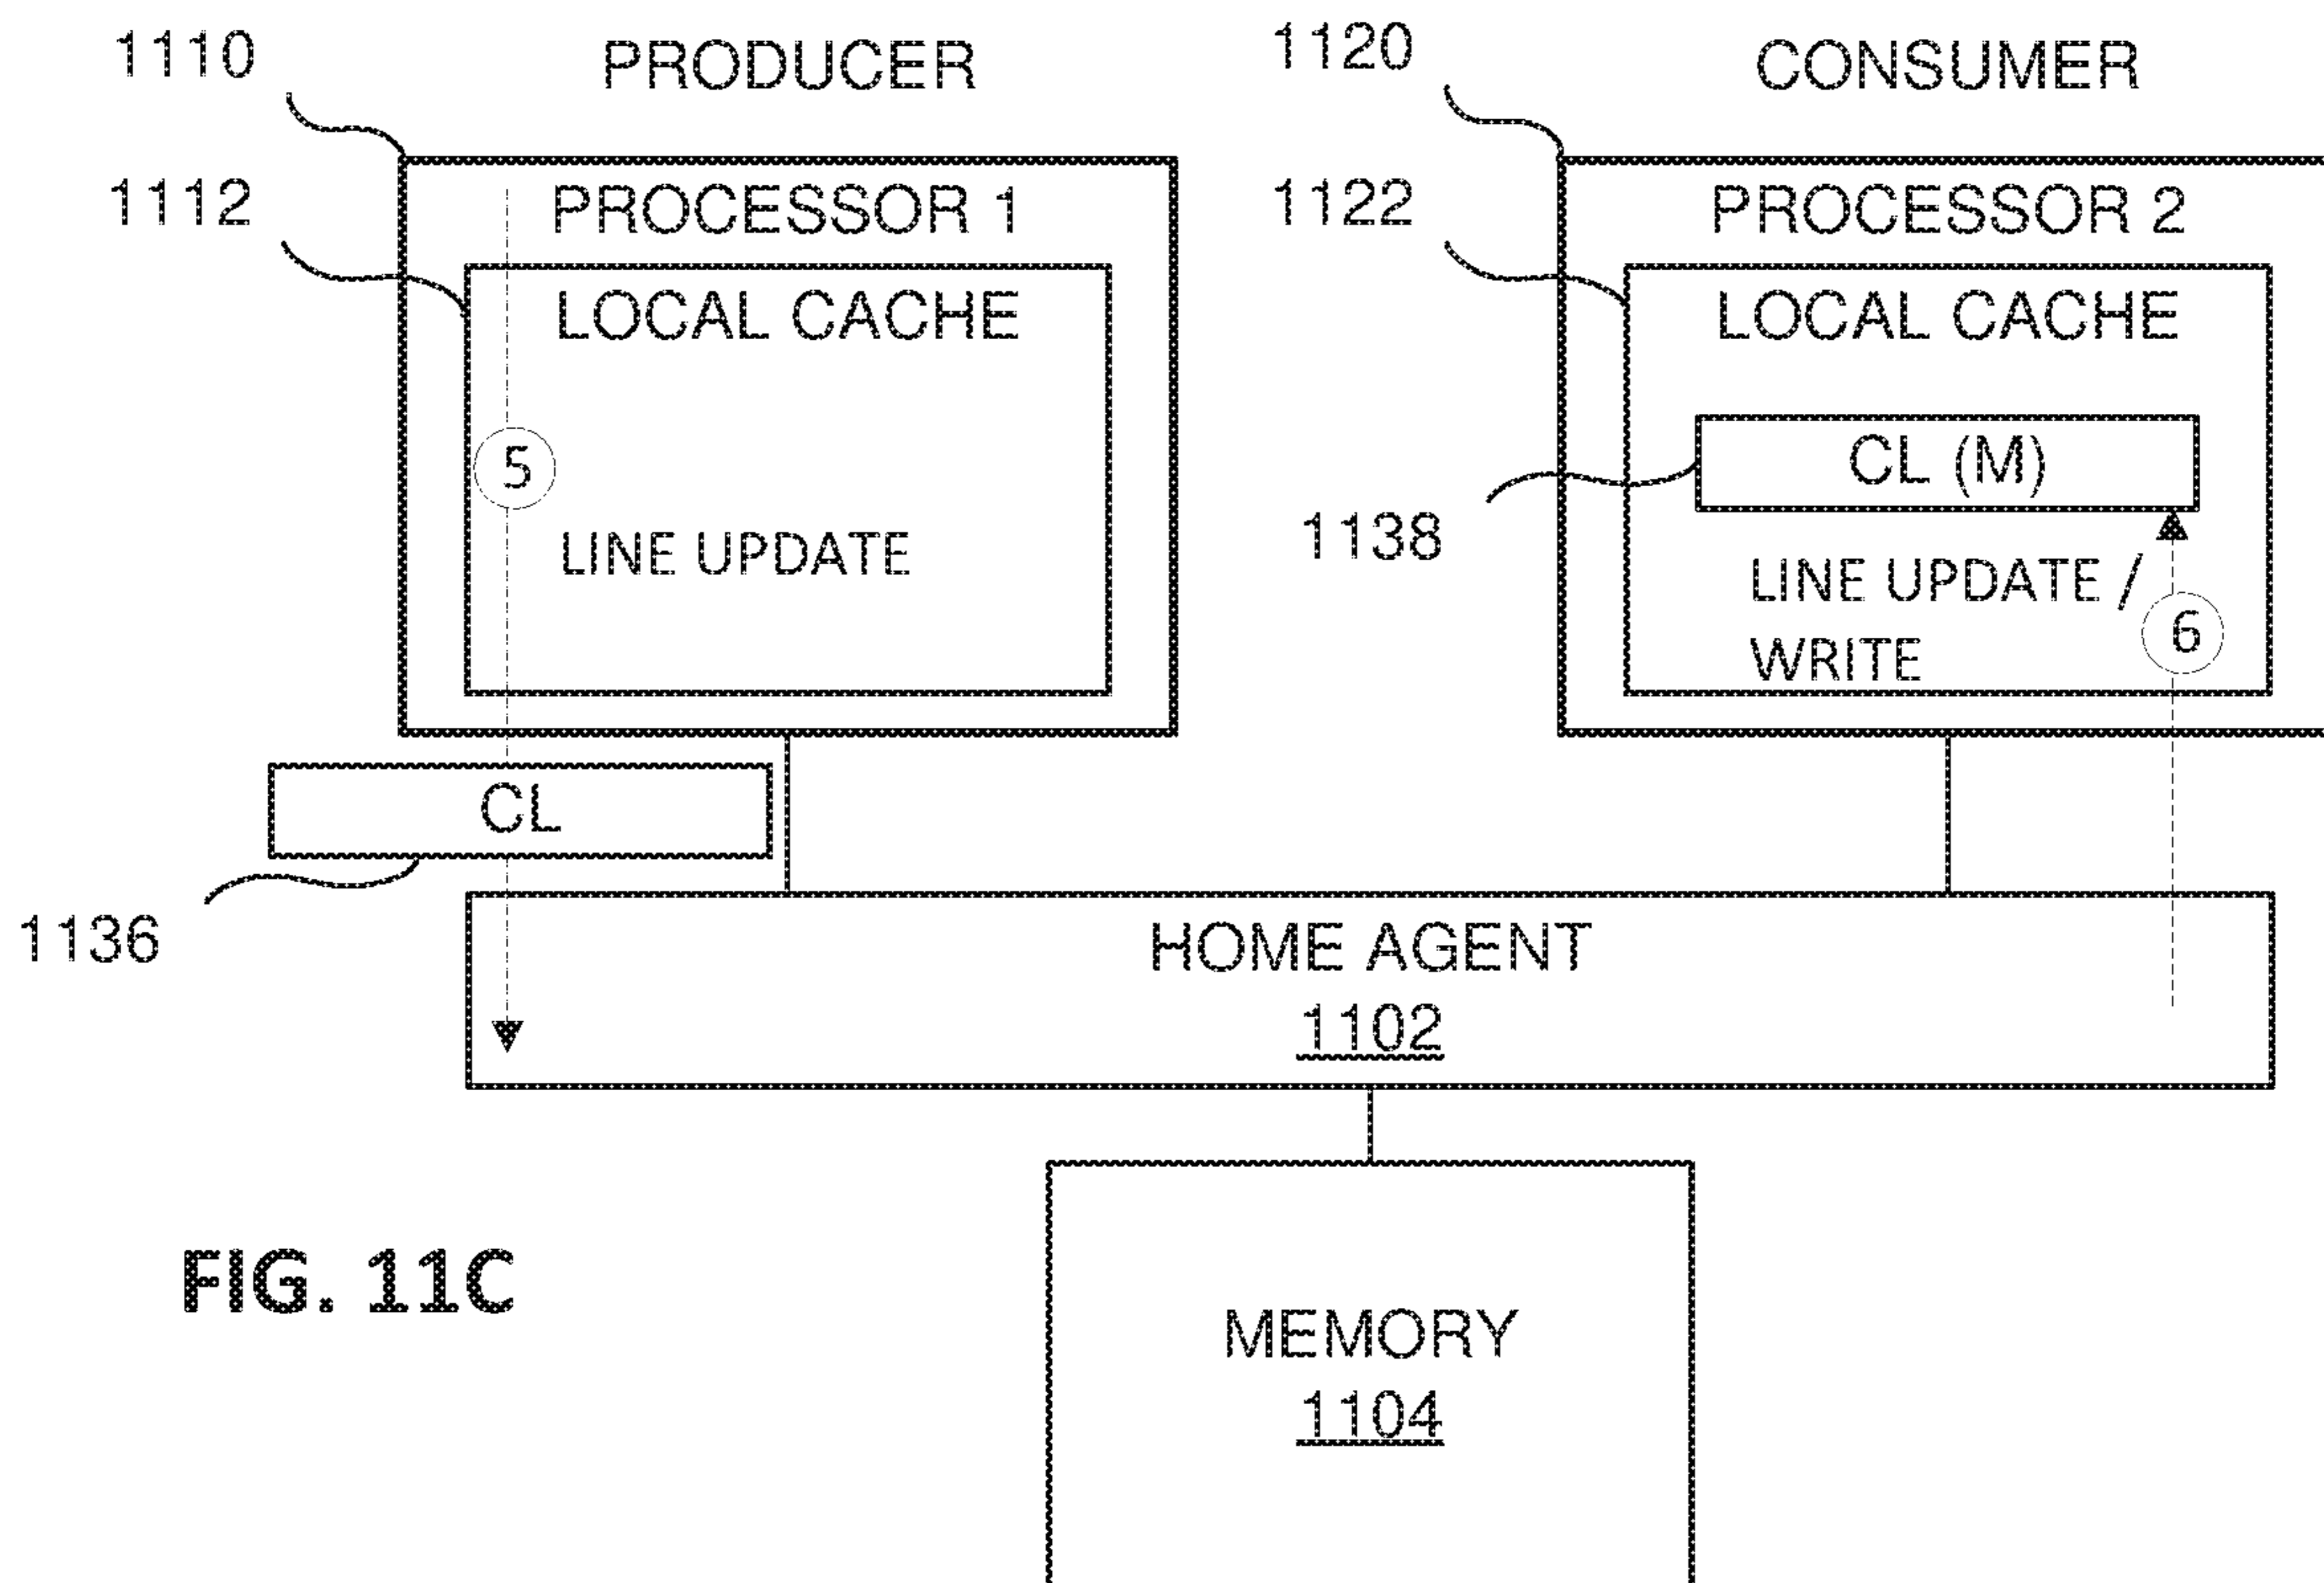 1110
PRODUCER
1120
CONSUMER
1112
PROCESSOR 1
1122
PROCESSOR 2
LOCAL CACHE
LOCAL CACHE
5
CL (M)
LINE UPDATE
1138
LINE UPDATE /
6
WRITE
CL
1136
HOME AGENT
1102
FIG. 11C
MEMORY
1104